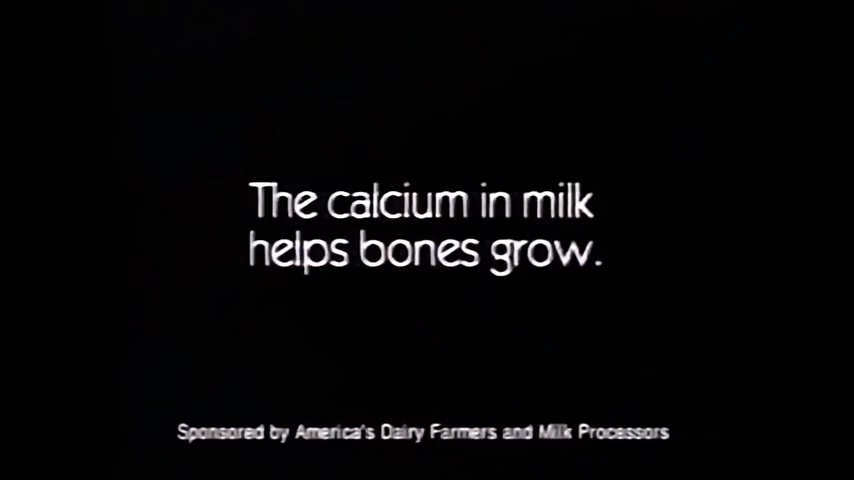 The calcium in milk
helps bones grow.
Sponsored by America's Dairy Farmers and Milk Processors